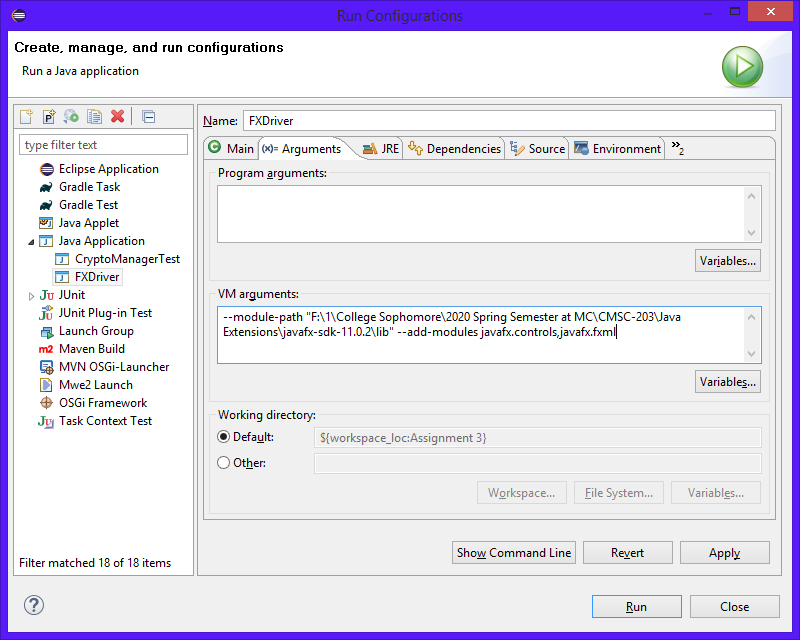 Run Configurations
Create, manage, and run configurations
Run a Java application
type filter text
Eclipse Application
Gradle Task
Gradle Test
Java Applet
Java Application
CryptoManagerTest
FXDriver
JUnit
JUnit Plug-in Test
Launch Group
Maven Build
MVN OSGi-Launcher
Mwe2 Launch
OSGi Framework
Task Context Test
Filter matched 18 of 18 items
Name: FXDriver
Main (x)= Arguments JRE Dependencies Source Environment »2
Program arguments:
Variables...
VM arguments:
--module-path "F:\1\College Sophomore\2020 Spring Semester at MC\CMSC-203\Java
Extensions\javafx-sdk-11.0.2\lib" --add-modules javafx.controls,javafx.fxml
Variables...
Working directory:
Default: ${workspace_loc:Assignment 3}
Other:
Workspace... File System... Variables...
Show Command Line Revert Apply
Run Close